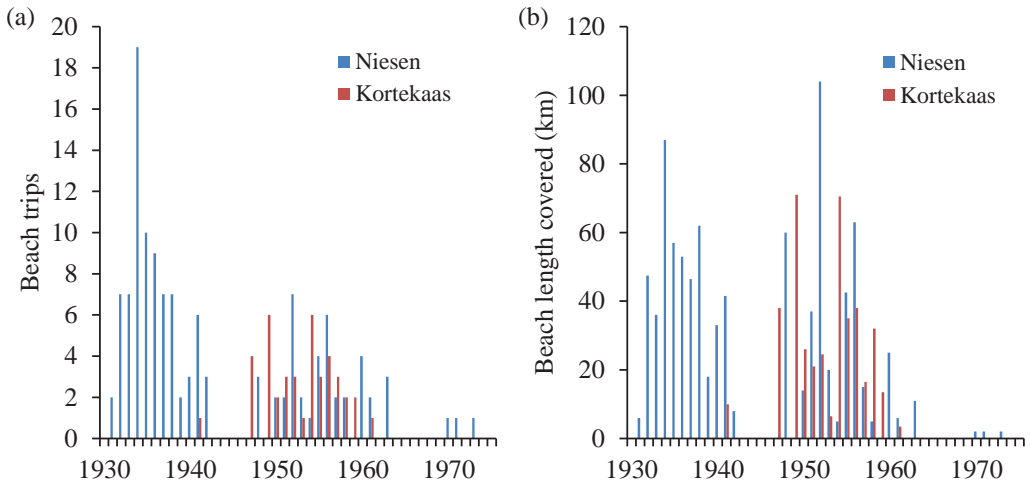 (a)
20
18
16
14
12
10
8
6
4
2
0
Beach trips
Niesen
Kortekaas
1930 1940 1950 1960 1970
(b)
120
100
80
60
40
20
0
Beach length covered (km)
Niesen
Kortekaas
1930 1940 1950 1960 1970